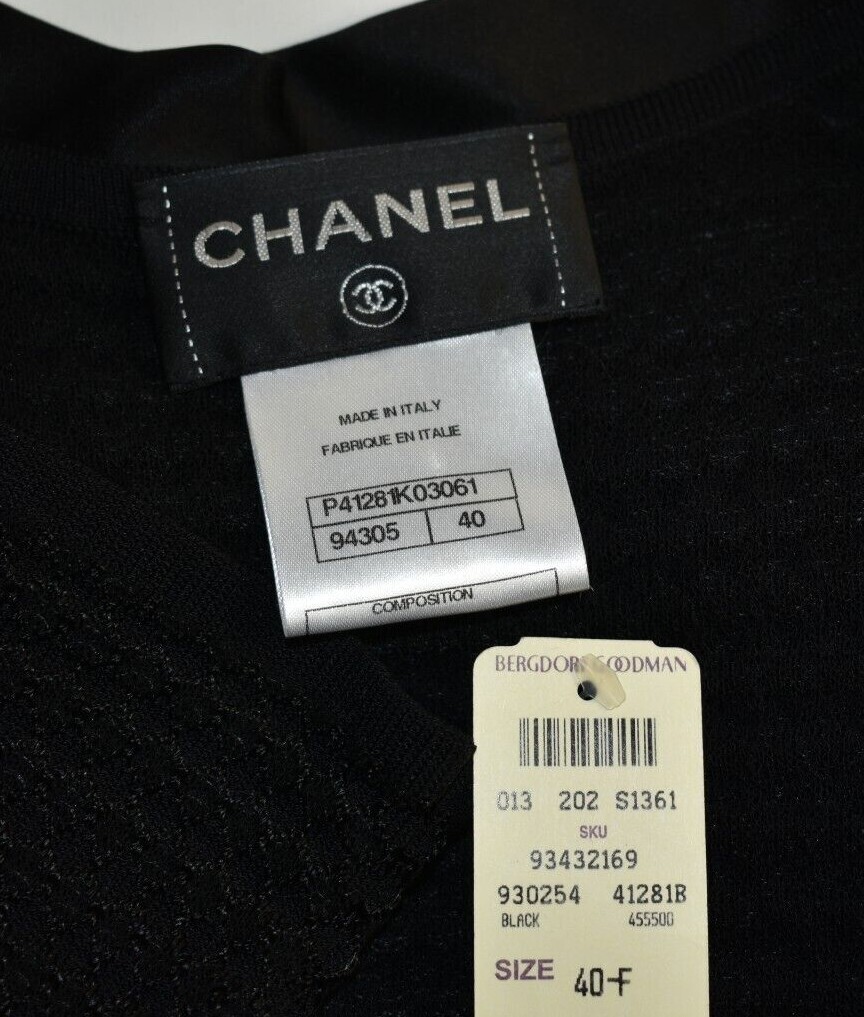 CHANEL
MADE IN ITALY
FABRIQUE EN ITALIE
P41281K03061
94305 40
COMPOSITION
BERGDORF GOODMAN
013 202 S1361
SKU
93432169
930254 41281B
BLACK 455500
SIZE 40-F